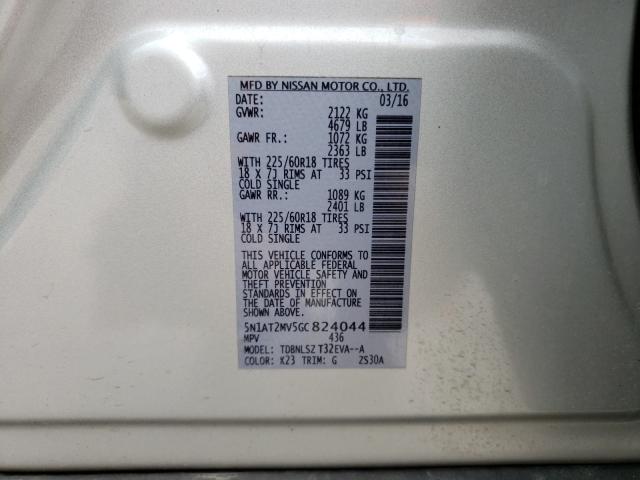 MFD BY NISSAN MOTOR CO., LTD.
DATE: 03/16
GVWR: 2122 KG
4679 LB
GAWR FR.: 1072 KG
2363 LB
WITH 225/60R18 TIRES
18 X 7J RIMS AT 33 PSI
COLD SINGLE
GAWR RR.: 1089 KG
2401 LB
WITH 225/60R18 TIRES
18 X 7J RIMS AT 33 PSI
COLD SINGLE
THIS VEHICLE CONFORMS TO
ALL APPLICABLE FEDERAL
MOTOR VEHICLE SAFETY AND
THEFT PREVENTION
STANDARDS IN EFFECT ON
THE DATE OF MANUFACTURE
SHOWN ABOVE.
5N1AT2MV5GC824044
MPV 436
MODEL: TDBNLSZ T32EVA--A
COLOR: K23 TRIM: G 2S30A